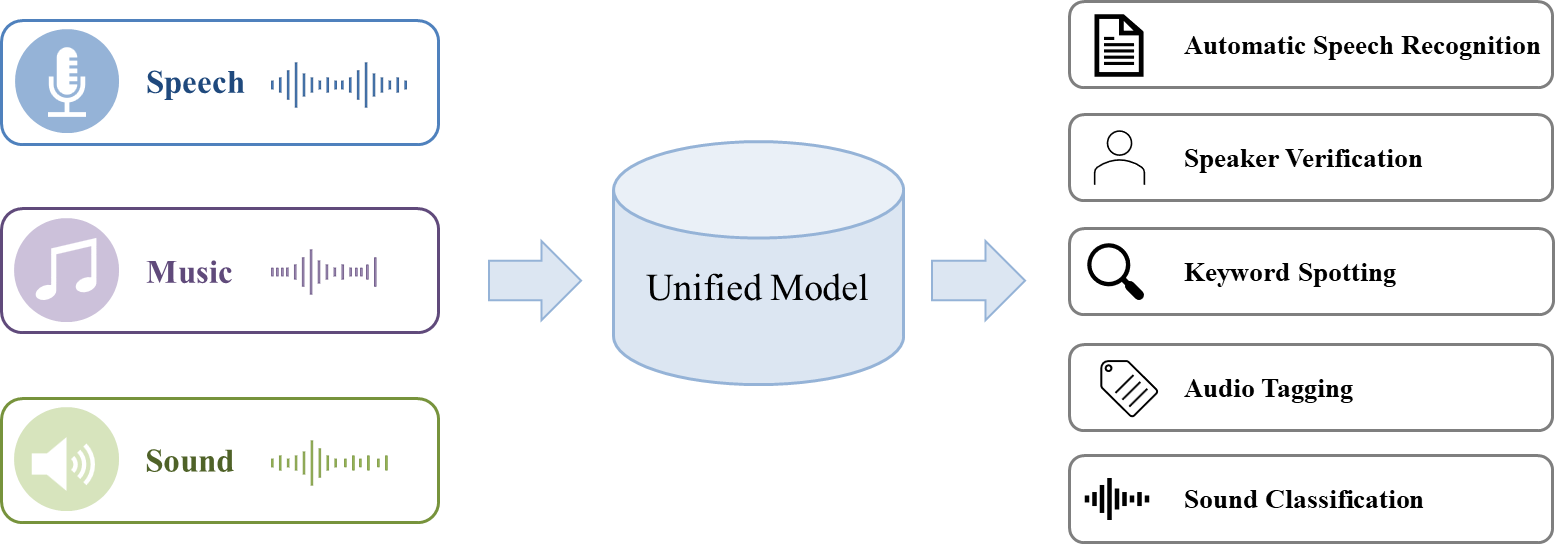 Speech
Music
Sound
Unified Model
Automatic Speech Recognition
Speaker Verification
Keyword Spotting
Audio Tagging
Sound Classification